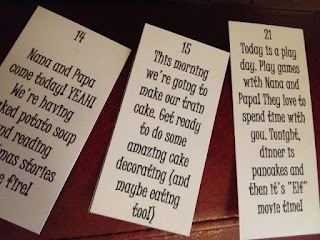 14
Nana and Papa
come today! YEAH!
We're having
ked potato soup
and reading
tmas stories
e fire!
15
This morning
we're going to
make our train
cake. Get ready
to do some
amazing cake
decorating (and
maybe eating
too!)
21
Today is a play
day. Play games
with Nana and
Papa! They love to
spend time with
you. Tonight,
dinner is
pancakes and
then it's "Elf"
movie time!